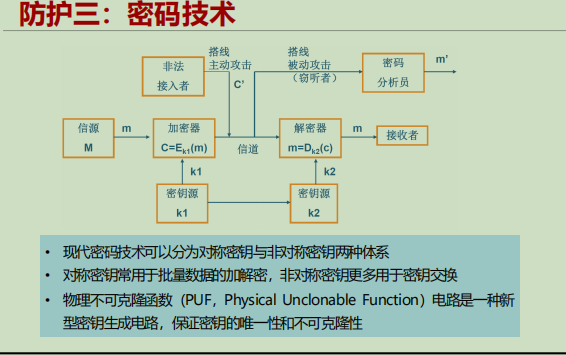 防护三：密码技术
搭线
主动攻击
搭线
被动攻击
（窃听者）
非法
接入者
C’
密码
分析员
m’
信源
M
m
加密器
C=Ek1(m)
信道
解密器
m=Dk2(c)
m
接收者
k1
k2
密钥源
k1
密钥源
k2
• 现代密码技术可以分为对称密钥与非对称密钥两种体系
• 对称密钥常用于批量数据的加解密，非对称密钥更多用于密钥交换
• 物理不可克隆函数（PUF，Physical Unclonable Function）电路是一种新
型密钥生成电路，保证密钥的唯一性和不可克隆性